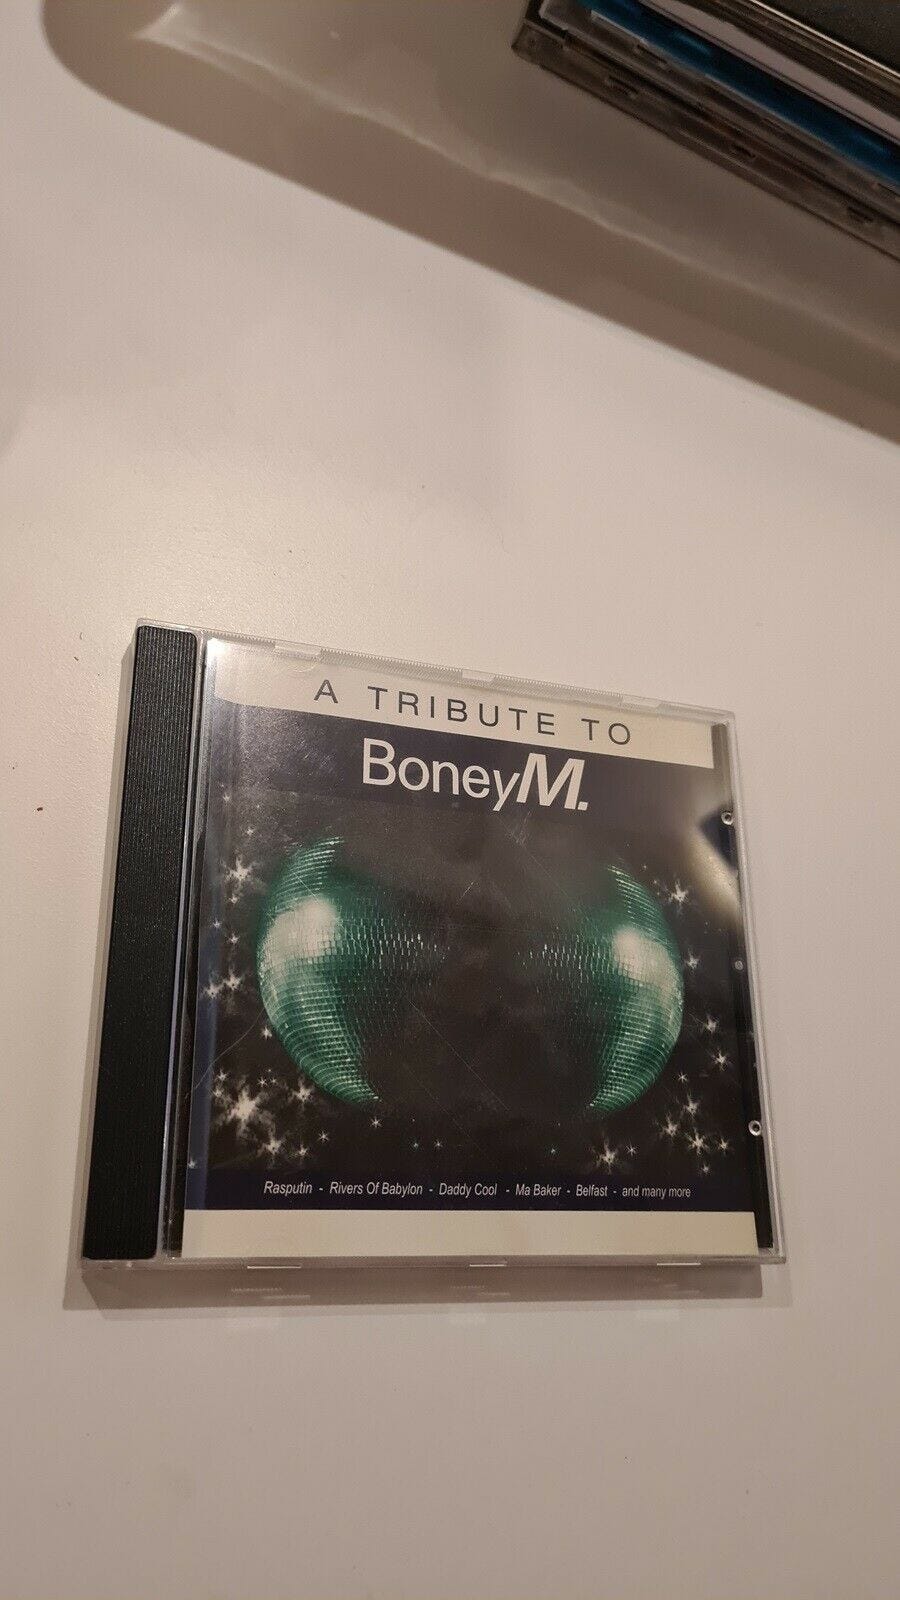 A TRIBUTE TO
BoneyM.
Rasputin - Rivers Of Babylon - Daddy Cool - Ma Baker - Belfast - and many more